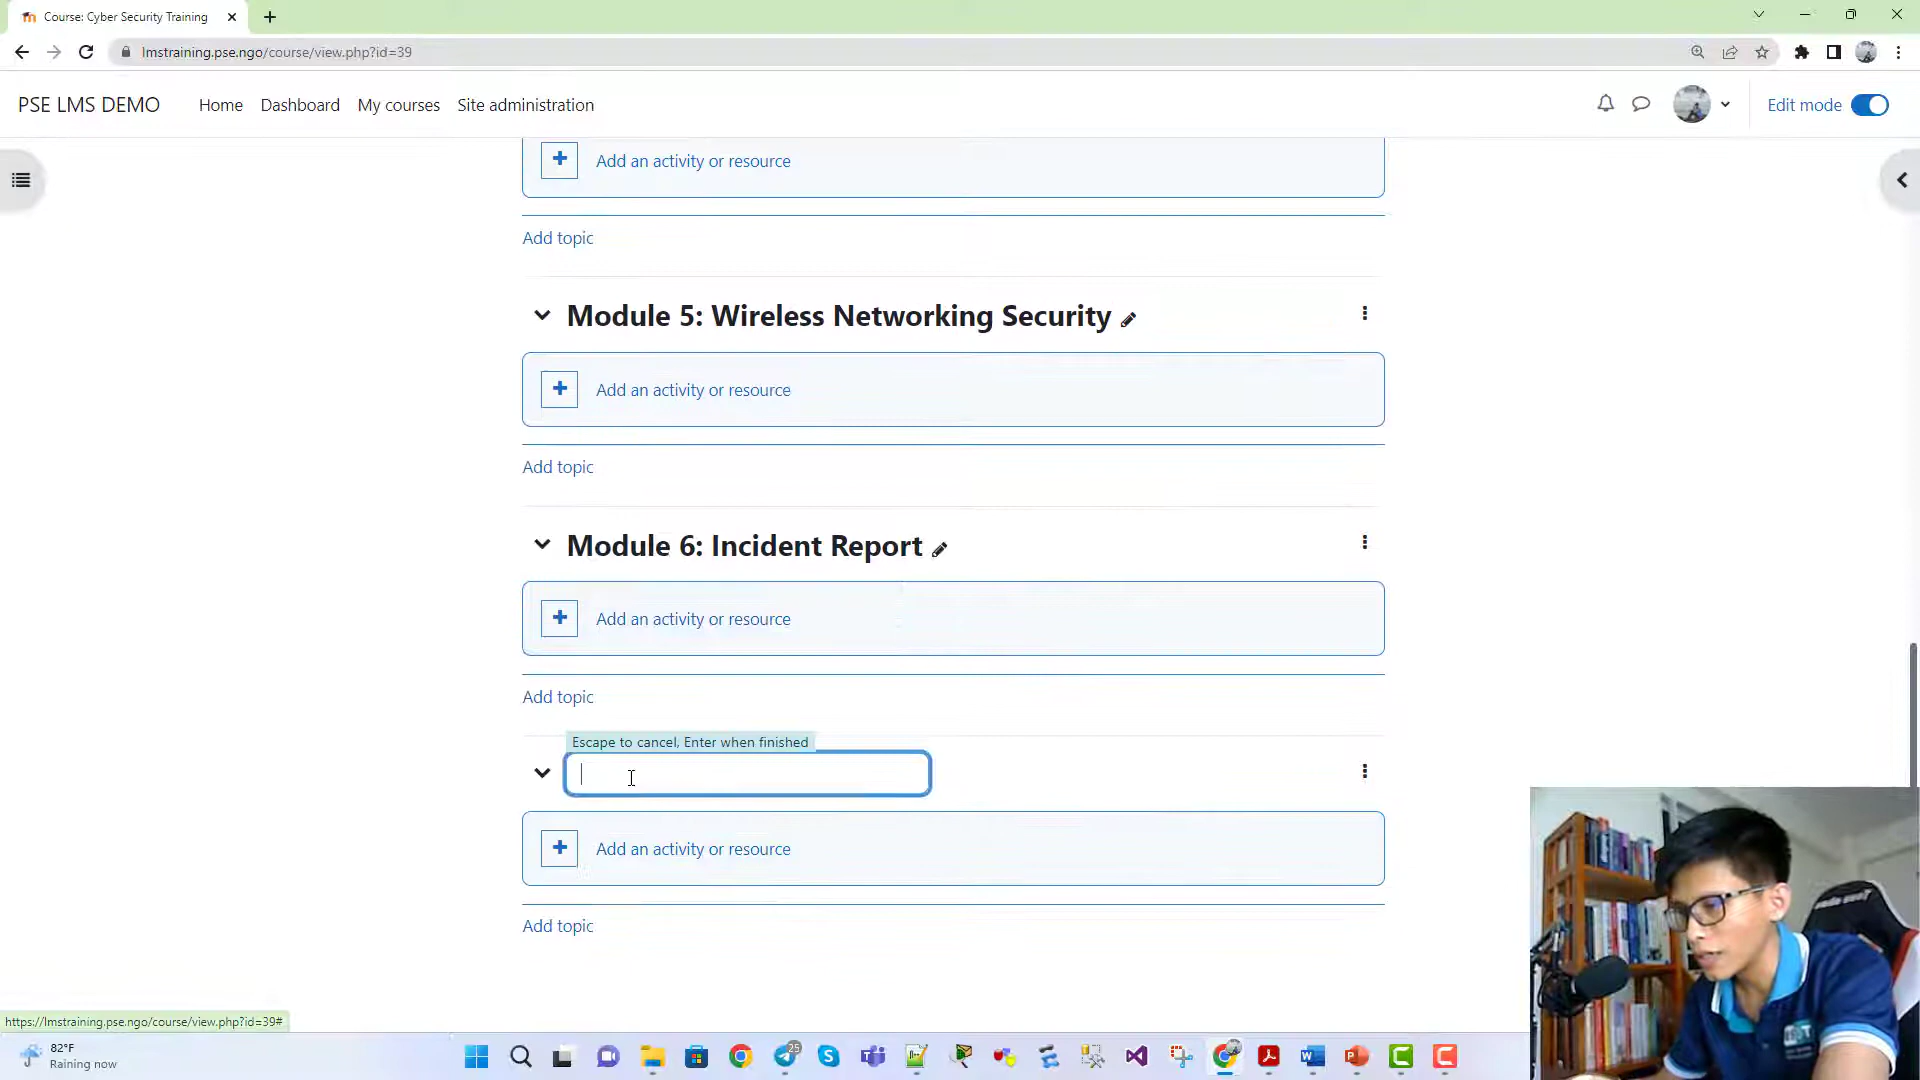 Course: Cyber Security Training
lmstraining.pse.ngo/course/view.php?id=39
PSE LMS DEMO Home Dashboard My courses Site administration Edit mode
Add an activity or resource
Add topic
Module 5: Wireless Networking Security
Add an activity or resource
Add topic
Module 6: Incident Report
Add an activity or resource
Add topic
Escape to cancel, Enter when finished
Add an activity or resource
Add topic
https://lmstraining.pse.ngo/course/view.php?id=39#
82°F
Raining now
25